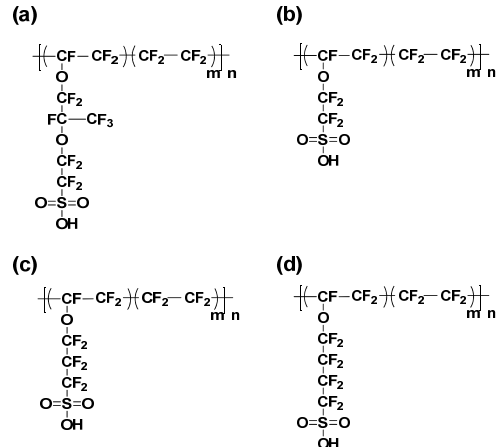 (a)
[(CF–CF2)(CF2–CF2)]
m n
O
CF2
FC–CF3
O
CF2
CF2
O=S=O
OH
(b)
[(CF–CF2)(CF2–CF2)]
m n
O
CF2
CF2
O=S=O
OH
(c)
[(CF–CF2)(CF2–CF2)]
m n
O
CF2
CF2
CF2
O=S=O
OH
(d)
[(CF–CF2)(CF2–CF2)]
m n
O
CF2
CF2
CF2
CF2
O=S=O
OH